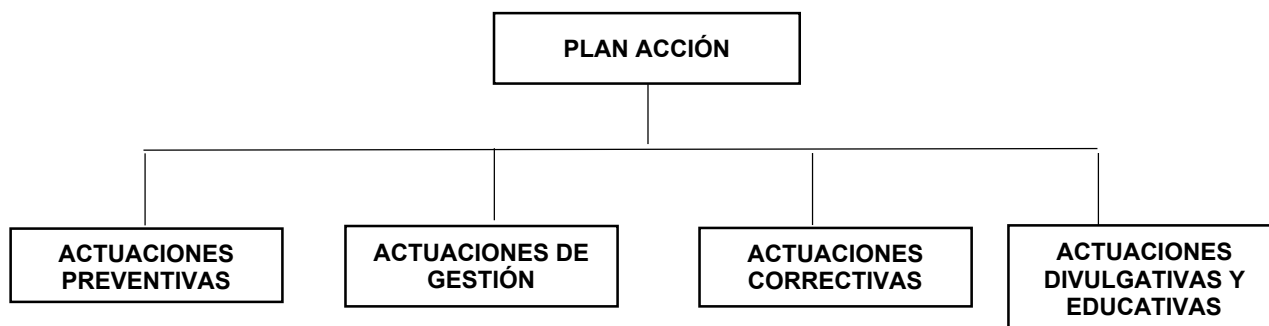 PLAN ACCIÓN
ACTUACIONES
PREVENTIVAS
ACTUACIONES DE
GESTIÓN
ACTUACIONES
CORRECTIVAS
ACTUACIONES
DIVULGATIVAS Y
EDUCATIVAS